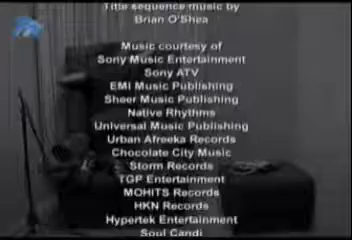 Title sequence music by
Brian O'Shea
Music courtesy of
Sony Music Entertainment
Sony ATV
EMI Music Publishing
Sheer Music Publishing
Native Rhythms
Universal Music Publishing
Urban Afreeka Records
Chocolate City Music
Storm Records
TGP Entertainment
MOHITS Records
HKN Records
Hypertek Entertainment
Soul Candi